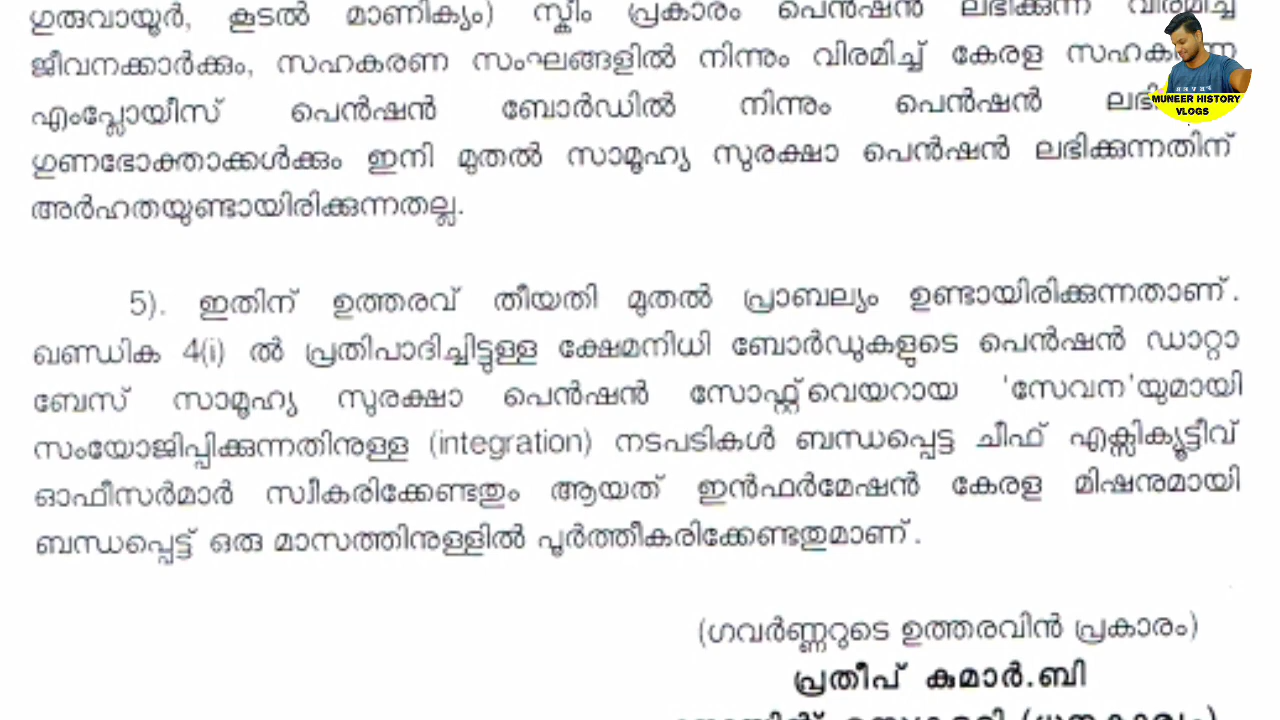 ഗുരുവായൂർ, കൂടൽ മാണിക്യം) സ്കീം പ്രകാരം പെൻഷൻ ലഭിക്കുന്ന വിരമിച്ച
ജീവനക്കാർക്കും, സഹകരണ സംഘങ്ങളിൽ നിന്നും വിരമിച്ച് കേരള
എംപ്ലോയീസ് പെൻഷൻ ബോർഡിൽ നിന്നും പെൻഷൻ
ഗുണഭോക്താക്കൾക്കും ഇനി മുതൽ സാമൂഹ്യ സുരക്ഷാ പെൻഷൻ ലഭിക്കുന്നതിന്
അർഹതയുണ്ടായിരിക്കുന്നതല്ല.
MUNEER HISTORY
VLOGS
5). ഇതിന് ഉത്തരവ് തീയതി മുതൽ പ്രാബല്യം ഉണ്ടായിരിക്കുന്നതാണ്.
ഖണ്ഡിക 4(i) ൽ പ്രതിപാദിച്ചിട്ടുള്ള ക്ഷേമനിധി ബോർഡുകളുടെ പെൻഷൻ ഡാറ്റാ
ബേസ് സാമൂഹ്യ സുരക്ഷാ പെൻഷൻ സോഫ്റ്റ്‌വെയറായ 'സേവന'യുമായി
സംയോജിപ്പിക്കുന്നതിനുള്ള (integration) നടപടികൾ ബന്ധപ്പെട്ട ചീഫ് എക്സിക്യൂട്ടീവ്
ഓഫീസർമാർ സ്വീകരിക്കേണ്ടതും ആയത് ഇൻഫർമേഷൻ കേരള മിഷനുമായി
ബന്ധപ്പെട്ട് ഒരു മാസത്തിനുള്ളിൽ പൂർത്തീകരിക്കേണ്ടതുമാണ്.
(ഗവർണ്ണറുടെ ഉത്തരവിൻ പ്രകാരം)
പ്രതീപ് കുമാർ.ബി